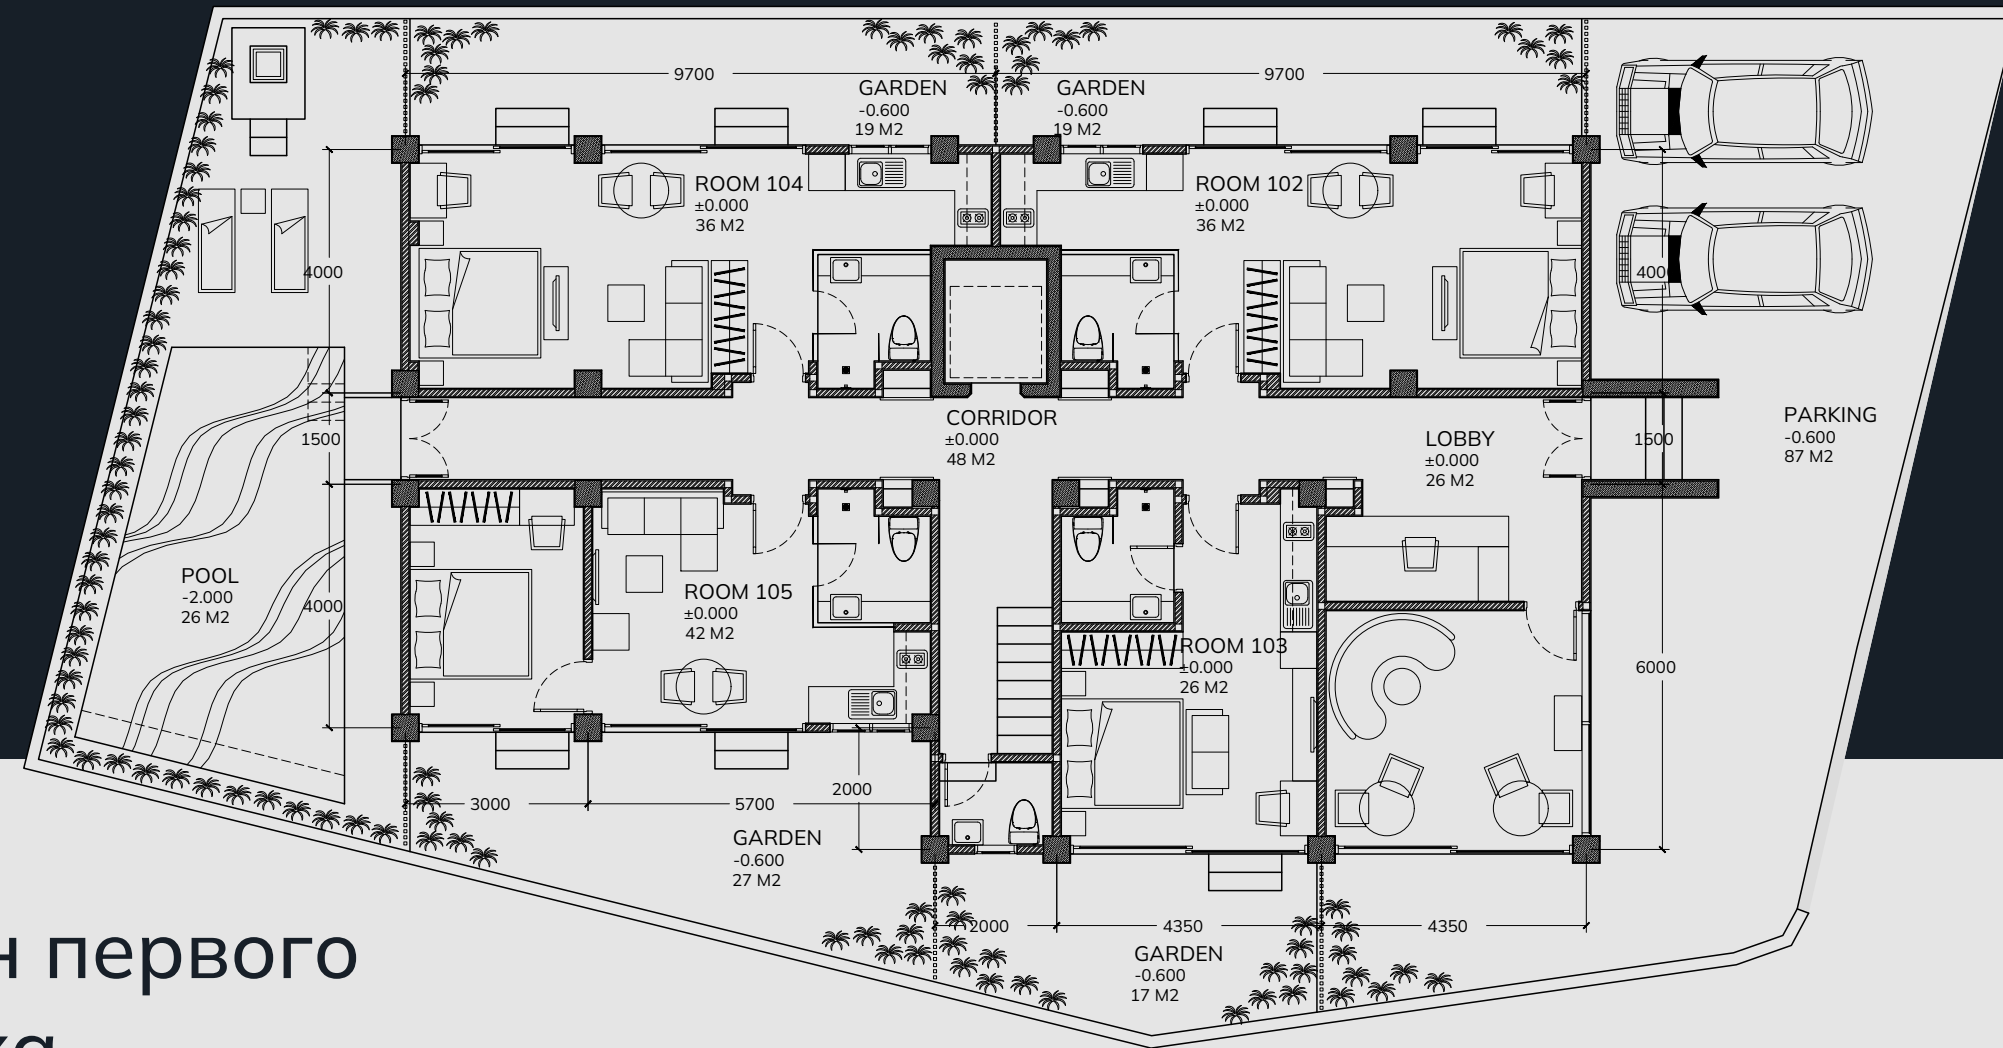 9700
9700
GARDEN
-0.600
19 M2
GARDEN
-0.600
19 M2
ROOM 104
±0.000
36 M2
ROOM 102
±0.000
36 M2
4000
4000
1500
CORRIDOR
±0.000
48 M2
LOBBY
±0.000
26 M2
1500
PARKING
-0.600
87 M2
POOL
-2.000
26 M2
4000
ROOM 105
±0.000
42 M2
ROOM 103
±0.000
26 M2
6000
3000
5700
2000
GARDEN
-0.600
27 M2
2000
4350
4350
GARDEN
-0.600
17 M2
первого